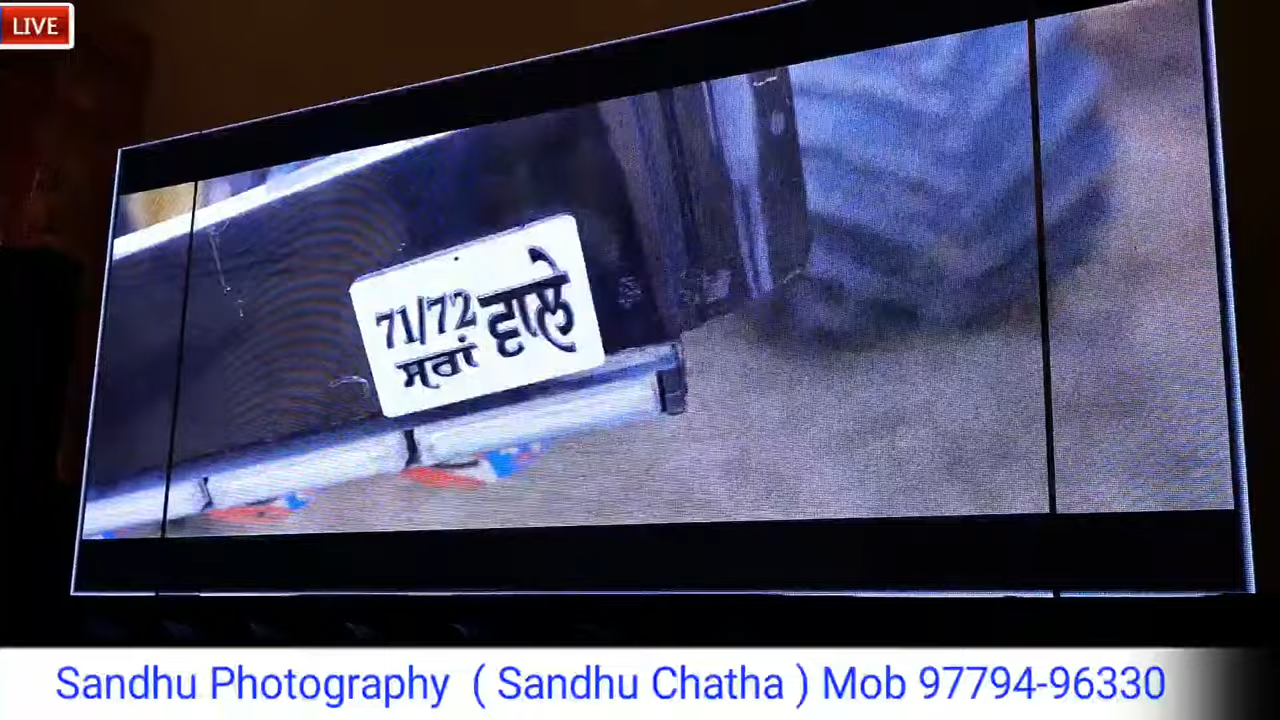 LIVE
71/72 ਵਾਲੇ
ਸਰਾਂ
Sandhu Photography ( Sandhu Chatha ) Mob 97794-96330